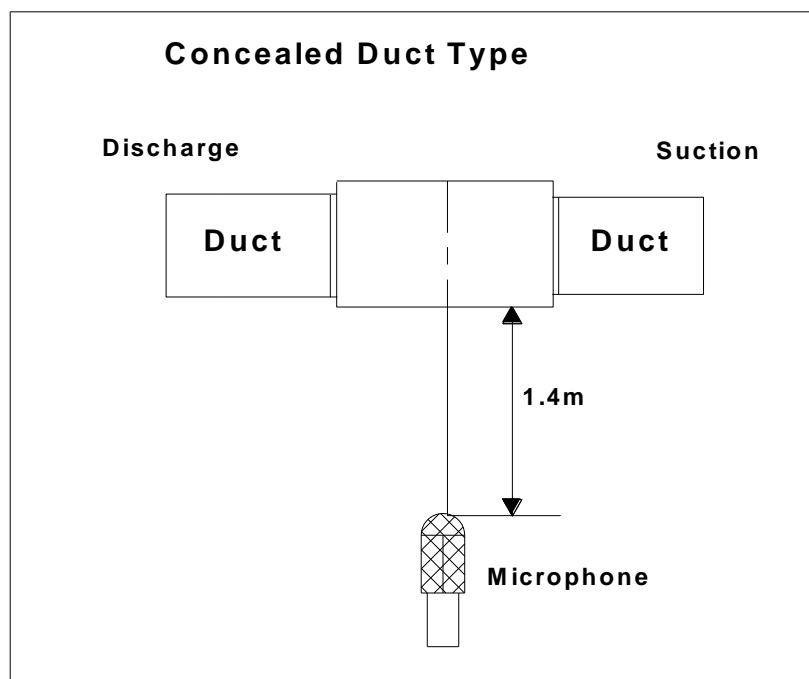 Concealed Duct Type
Discharge
Suction
Duct
Duct
1.4m
Microphone